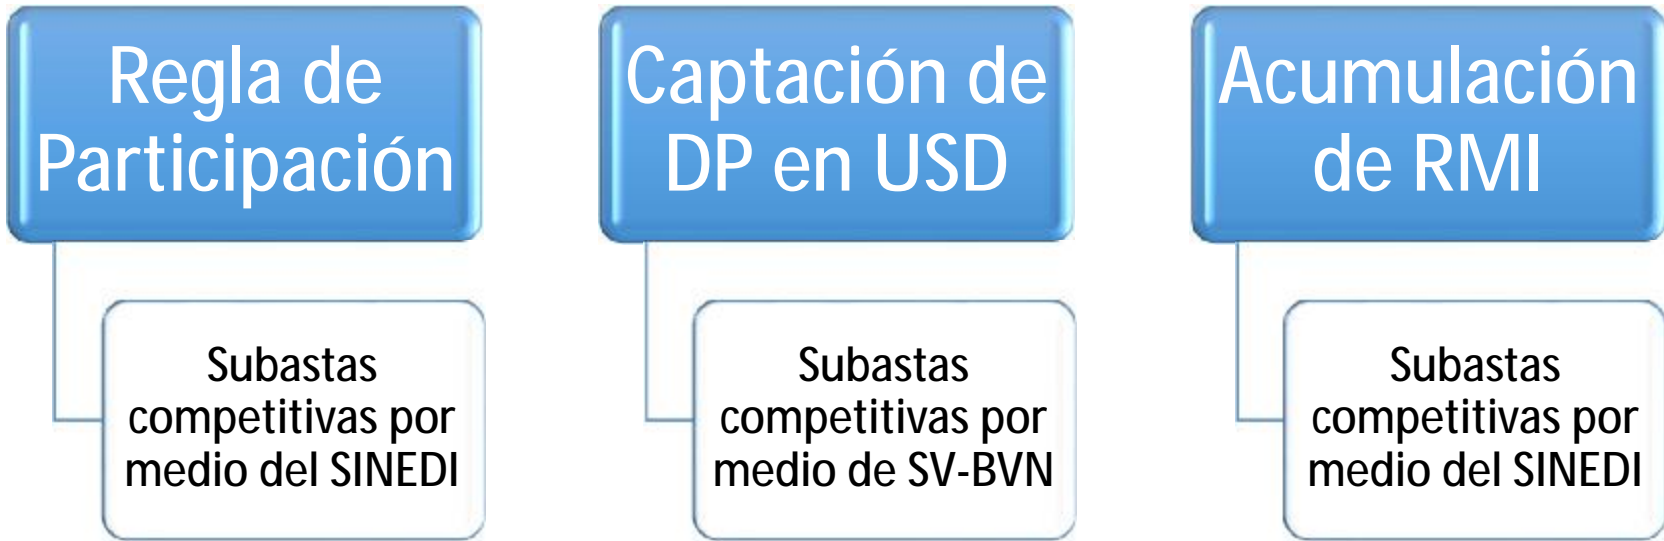 Regla de
Participación
Subastas
competitivas por
medio del SINEDI
Captación de
DP en USD
Subastas
competitivas por
medio de SV-BVN
Acumulación
de RMI
Subastas
competitivas por
medio del SINEDI